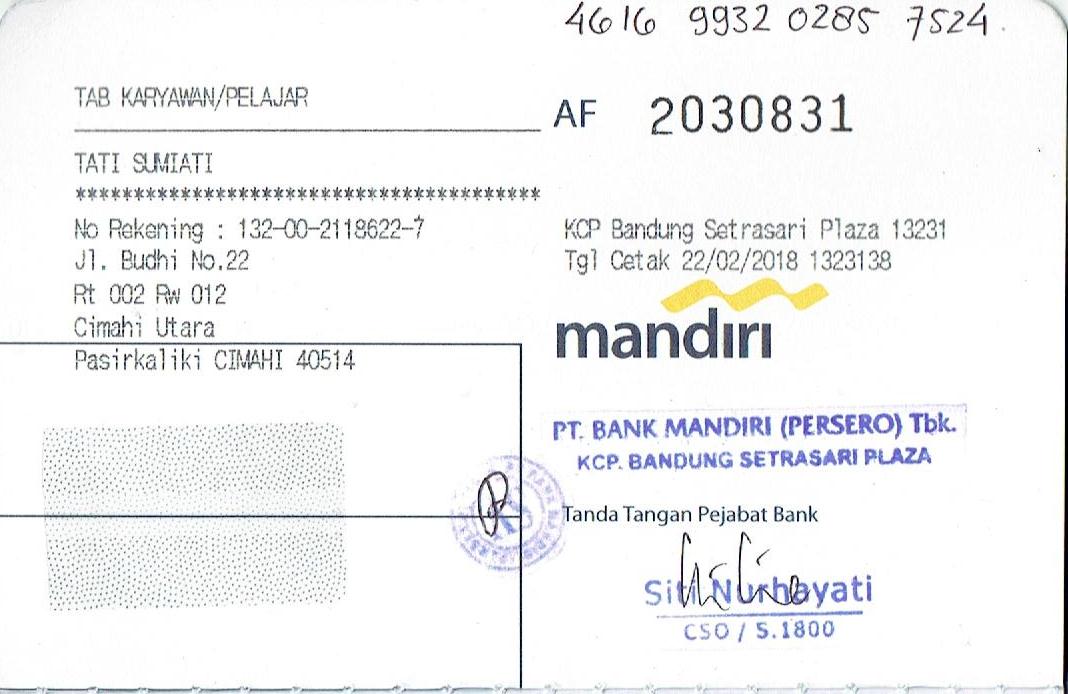 4616 9932 0285 7524.
TAB KARYAWAN/PELAJAR
AF 2030831
TATI SUMIATI
****************************************
No Rekening : 132-00-2118622-7
Jl. Budhi No.22
Rt 002 Rw 012
Cimahi Utara
Pasirkaliki CIMAHI 40514
KCP Bandung Setrasari Plaza 13231
Tgl Cetak 22/02/2018 1323138
mandiri
PT. BANK MANDIRI (PERSERO) Tbk.
KCP. BANDUNG SETRASARI PLAZA
Tanda Tangan Pejabat Bank
Siti Nurhayati
CSO / S.1800